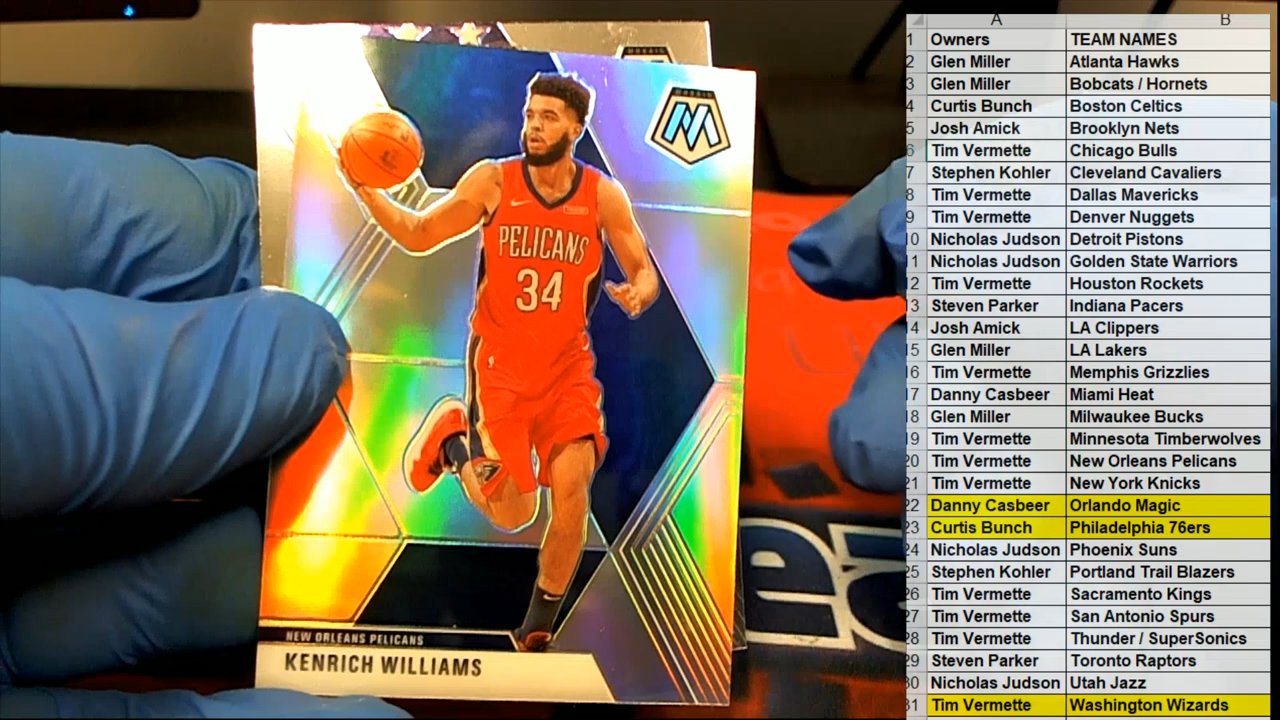 MOSAIC
PELICANS
34
NEW ORLEANS PELICANS
KENRICH WILLIAMS
A B
1 Owners TEAM NAMES
2 Glen Miller Atlanta Hawks
3 Glen Miller Bobcats / Hornets
4 Curtis Bunch Boston Celtics
5 Josh Amick Brooklyn Nets
6 Tim Vermette Chicago Bulls
7 Stephen Kohler Cleveland Cavaliers
8 Tim Vermette Dallas Mavericks
9 Tim Vermette Denver Nuggets
10 Nicholas Judson Detroit Pistons
11 Nicholas Judson Golden State Warriors
12 Tim Vermette Houston Rockets
13 Steven Parker Indiana Pacers
14 Josh Amick LA Clippers
15 Glen Miller LA Lakers
16 Tim Vermette Memphis Grizzlies
17 Danny Casbeer Miami Heat
18 Glen Miller Milwaukee Bucks
19 Tim Vermette Minnesota Timberwolves
20 Tim Vermette New Orleans Pelicans
21 Tim Vermette New York Knicks
22 Danny Casbeer Orlando Magic
23 Curtis Bunch Philadelphia 76ers
24 Nicholas Judson Phoenix Suns
25 Stephen Kohler Portland Trail Blazers
26 Tim Vermette Sacramento Kings
27 Tim Vermette San Antonio Spurs
28 Tim Vermette Thunder / SuperSonics
29 Steven Parker Toronto Raptors
30 Nicholas Judson Utah Jazz
31 Tim Vermette Washington Wizards